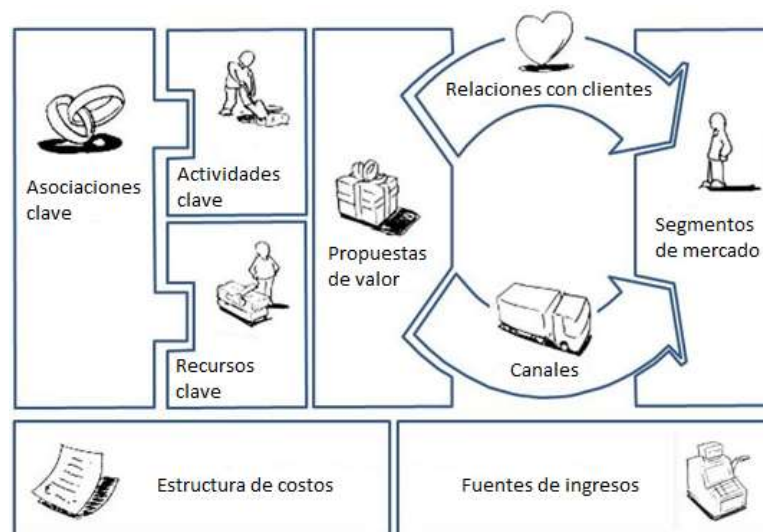 Asociaciones
clave
Actividades
clave
Recursos
clave
Propuestas
de valor
Relaciones con clientes
Canales
Segmentos
de mercado
Estructura de costos
Fuentes de ingresos